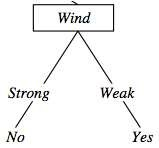 Wind
Strong Weak
No Yes